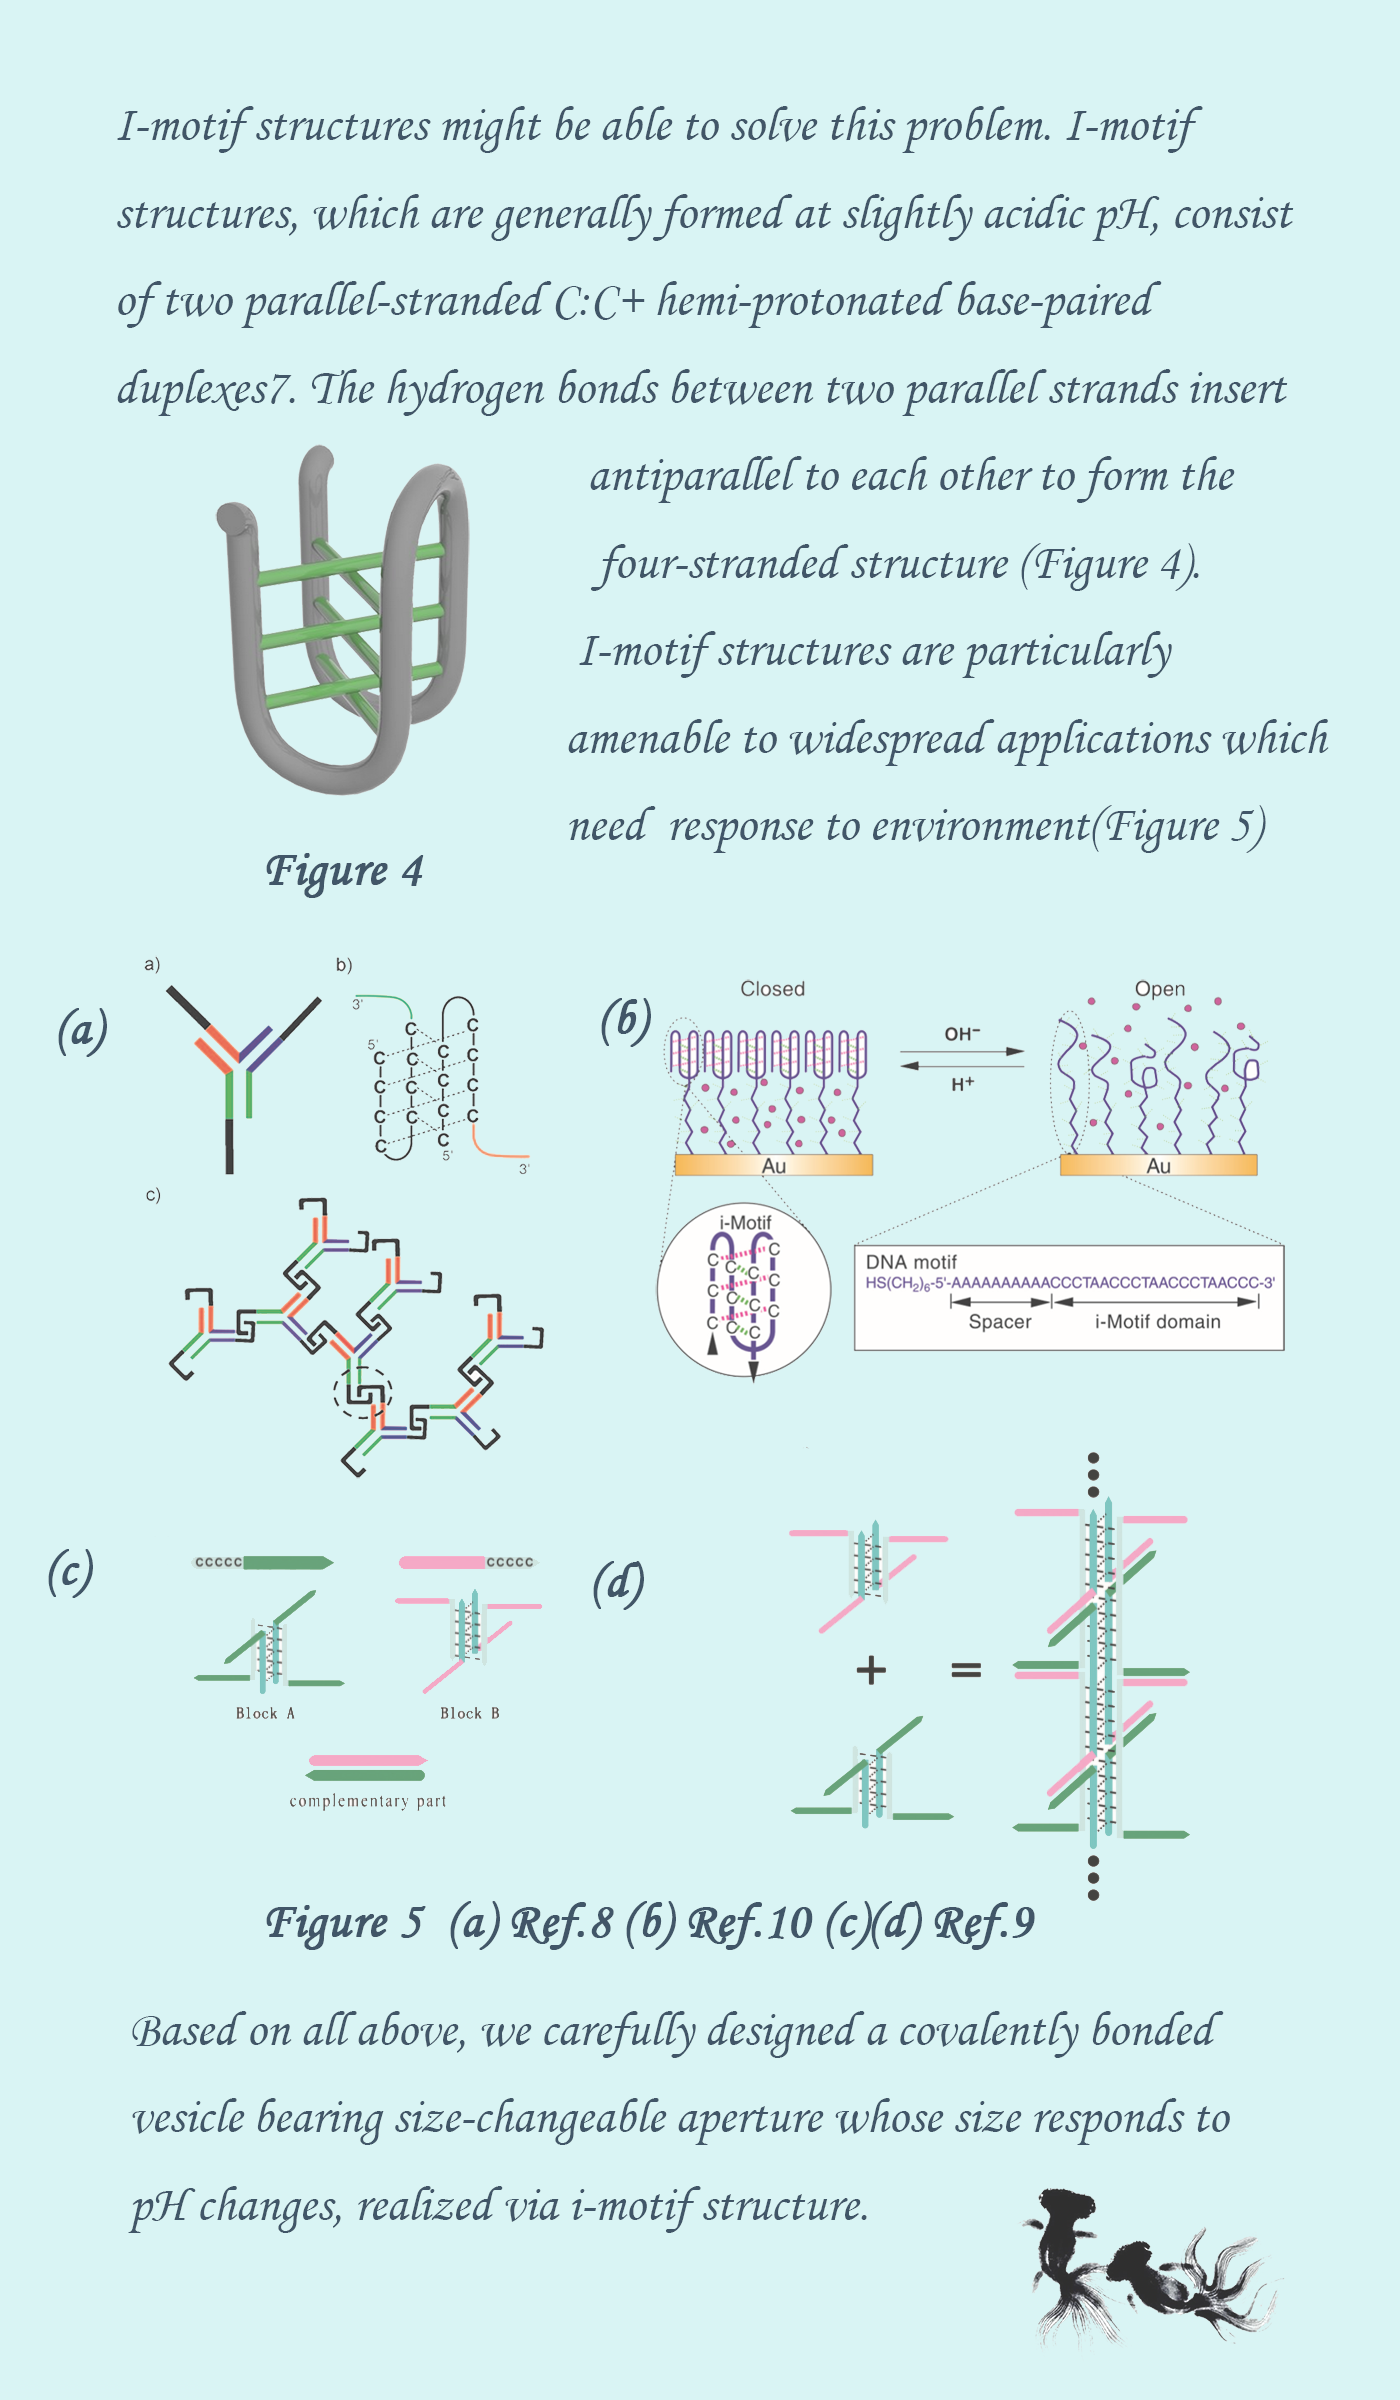 I-motif structures might be able to solve this problem. I-motif
structures, which are generally formed at slightly acidic pH, consist
of two parallel-stranded C:C+ hemi-protonated base-paired
duplexes7. The hydrogen bonds between two parallel strands insert
antiparallel to each other to form the
four-stranded structure (Figure 4).
I-motif structures are particularly
amenable to widespread applications which
need response to environment(Figure 5)
Figure 4
(a)
a)
b)
3'
5'
C C C C
C C C C
C C C C
C C C C
5'
3'
c)
(b)
Closed
Open
OH⁻
H⁺
Au
Au
i-Motif
C C C
C C C
C C C
C C C
DNA motif
HS(CH₂)₆-5'-AAAAAAAAAACCCTAACCCTAACCCTAACCC-3'
Spacer
i-Motif domain
(c)
CCCCC
CCCCC
Block A
Block B
complementary part
(d)
+
=
Figure 5 (a) Ref.8 (b) Ref.10 (c)(d) Ref.9
Based on all above, we carefully designed a covalently bonded
vesicle bearing size-changeable aperture whose size responds to
pH changes, realized via i-motif structure.